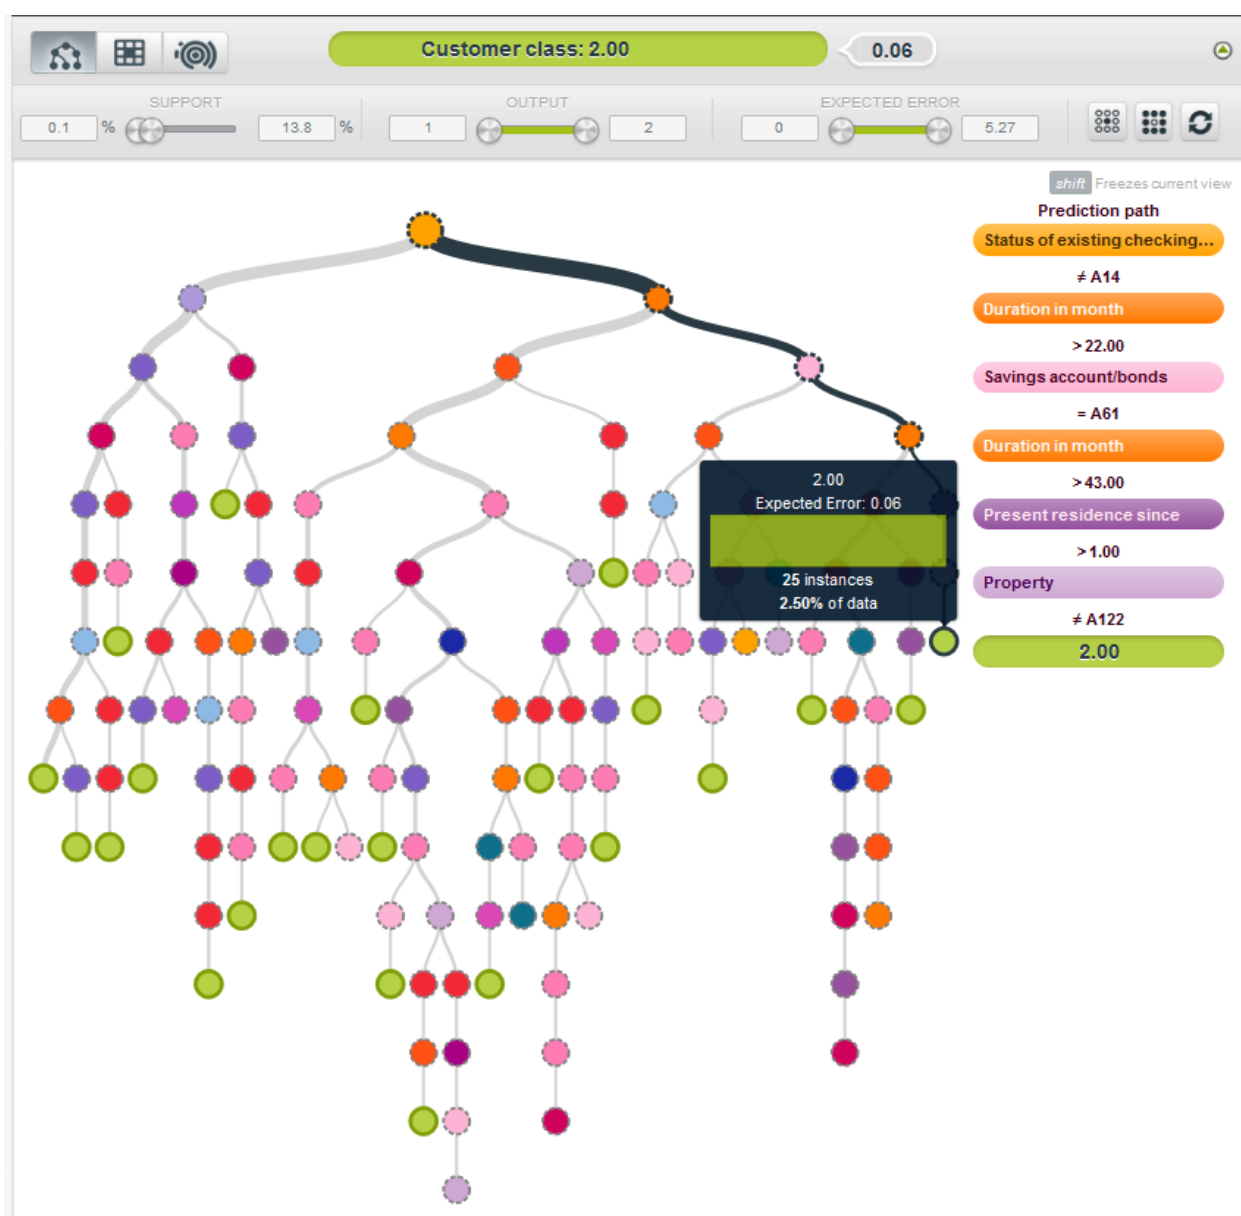 Customer class: 2.00
0.06
SUPPORT
OUTPUT
EXPECTED ERROR
0.1 %
13.8 %
1
2
0
5.27
shift Freezes current view
Prediction path
Status of existing checking...
≠ A14
Duration in month
> 22.00
Savings account/bonds
= A61
Duration in month
> 43.00
Present residence since
> 1.00
Property
≠ A122
2.00
2.00
Expected Error: 0.06
25 instances
2.50% of data